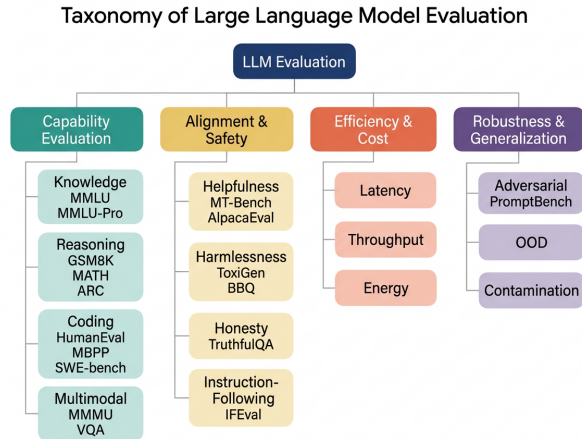 Taxonomy of Large Language Model Evaluation
LLM Evaluation
Capability
Evaluation
Knowledge
MMLU
MMLU-Pro
Reasoning
GSM8K
MATH
ARC
Coding
HumanEval
MBPP
SWE-bench
Multimodal
MMMU
VQA
Alignment &
Safety
Helpfulness
MT-Bench
AlpacaEval
Harmlessness
ToxiGen
BBQ
Honesty
TruthfulQA
Instruction-
Following
IFEval
Efficiency &
Cost
Latency
Throughput
Energy
Robustness &
Generalization
Adversarial
PromptBench
OOD
Contamination